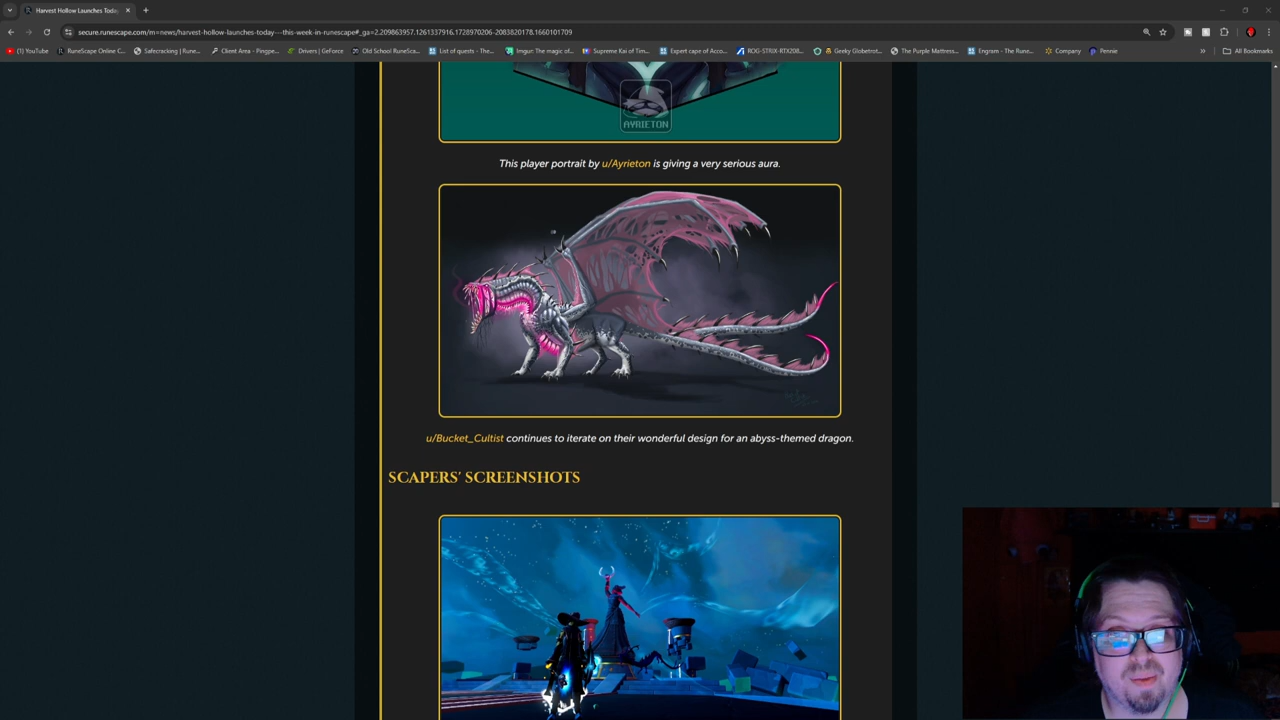 Harvest Hollow Launches Today
secure.runescape.com/m=news/harvest-hollow-launches-today---this-week-in-runescape#_ga=2.209863957.1261337916.1728970206-2083820178.1660101709
(1) YouTube
RuneScape Online C...
Safecracking | Rune...
Client Area - Pingpe...
Drivers | GeForce
Old School RuneSca...
List of quests - The...
Imgur: The magic of...
Supreme Kai of Tim...
Expert cape of Acco...
ROG-STRIX-RTX208...
Geeky Globetrot...
The Purple Mattress...
Engram - The Rune...
Company
Pennie
All Bookmarks
AYRIETON
This player portrait by u/Ayrieton is giving a very serious aura.
u/Bucket_Cultist continues to iterate on their wonderful design for an abyss-themed dragon.
SCAPERS' SCREENSHOTS